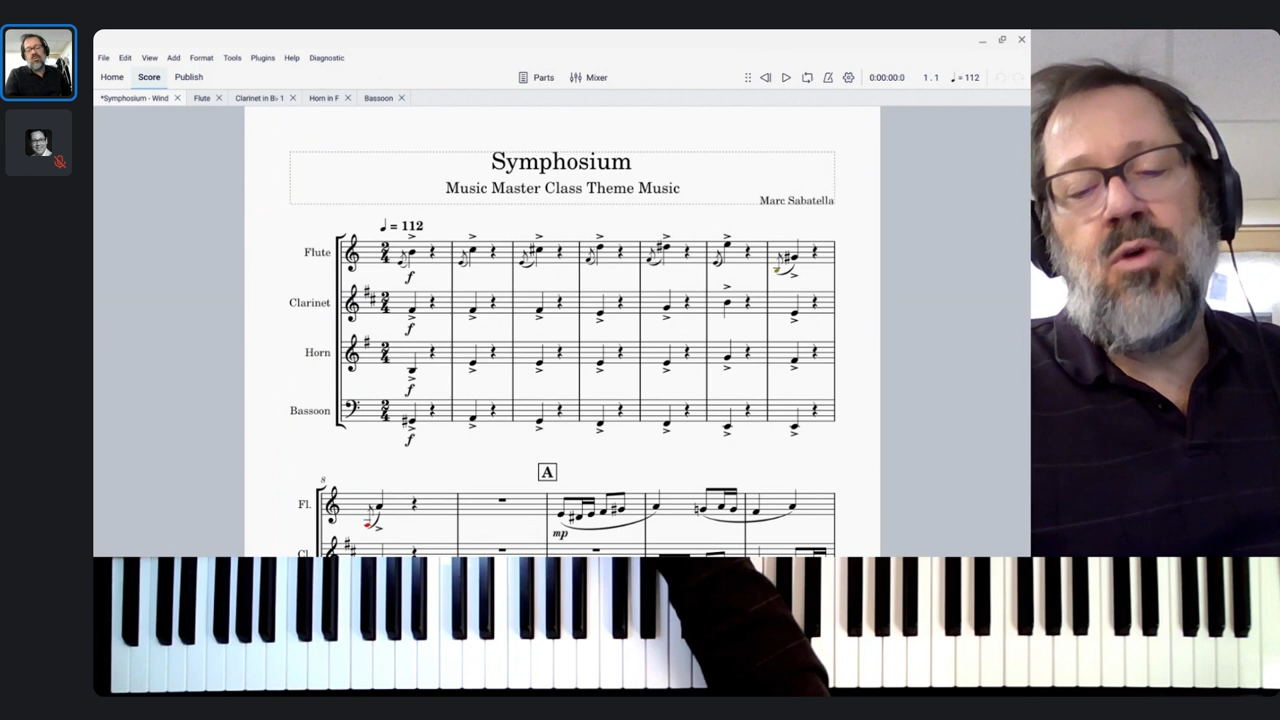 File Edit View Add Format Tools Plugins Help Diagnostic
Home Score Publish Parts Mixer 0:00:00:0 1 . 1 ♩ = 112
*Symphosium - Wind Flute Clarinet in B♭ 1 Horn in F Bassoon
Symphosium
Music Master Class Theme Music
Marc Sabatella
♩ = 112
Flute
f
Clarinet
f
Horn
f
Bassoon
f
A
8
Fl.
mp
Cl